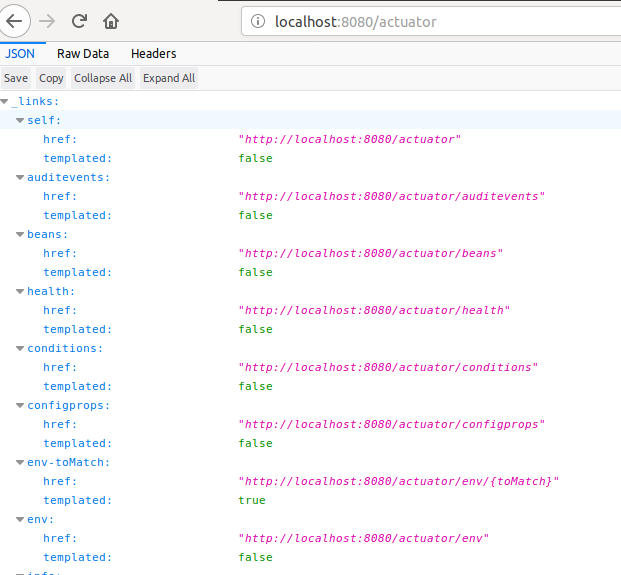 localhost:8080/actuator
JSON Raw Data Headers
Save Copy Collapse All Expand All
_links:
self:
href: "http://localhost:8080/actuator"
templated: false
auditevents:
href: "http://localhost:8080/actuator/auditevents"
templated: false
beans:
href: "http://localhost:8080/actuator/beans"
templated: false
health:
href: "http://localhost:8080/actuator/health"
templated: false
conditions:
href: "http://localhost:8080/actuator/conditions"
templated: false
configprops:
href: "http://localhost:8080/actuator/configprops"
templated: false
env-toMatch:
href: "http://localhost:8080/actuator/env/{toMatch}"
templated: true
env:
href: "http://localhost:8080/actuator/env"
templated: false